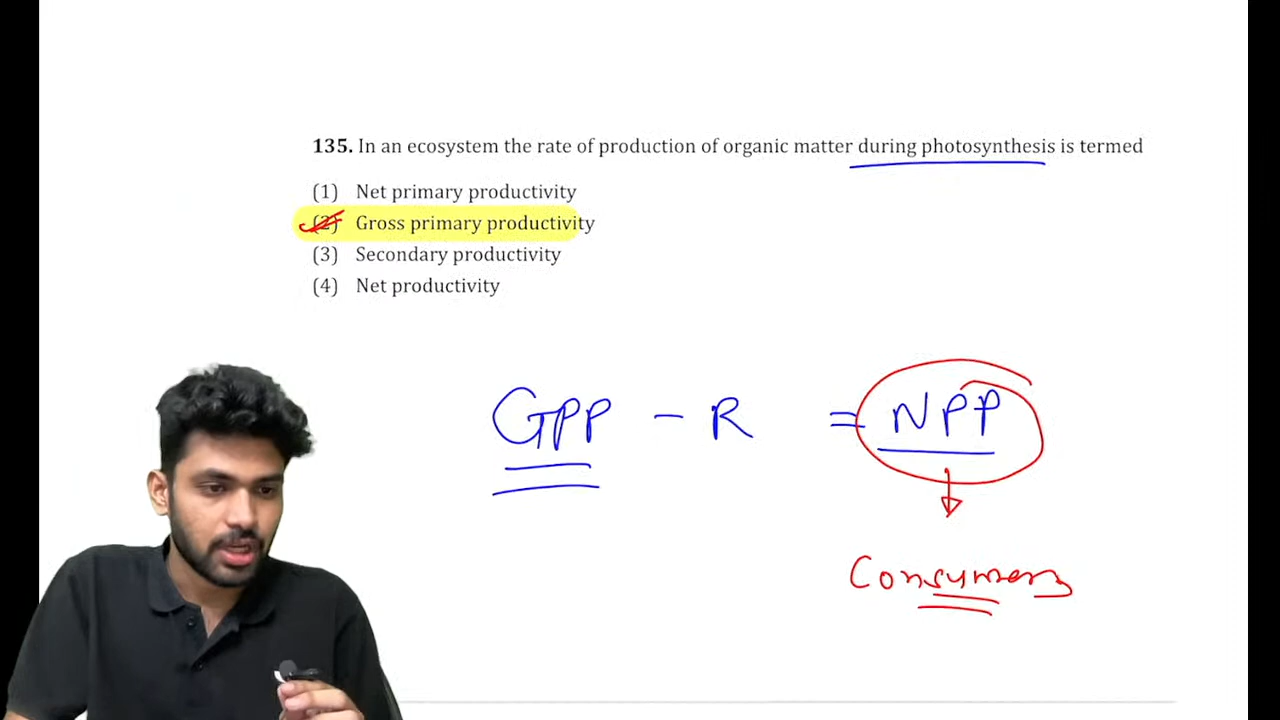 135. In an ecosystem the rate of production of organic matter during photosynthesis is termed
(1) Net primary productivity
(2) Gross primary productivity
(3) Secondary productivity
(4) Net productivity
GPP - R = NPP
Consumers